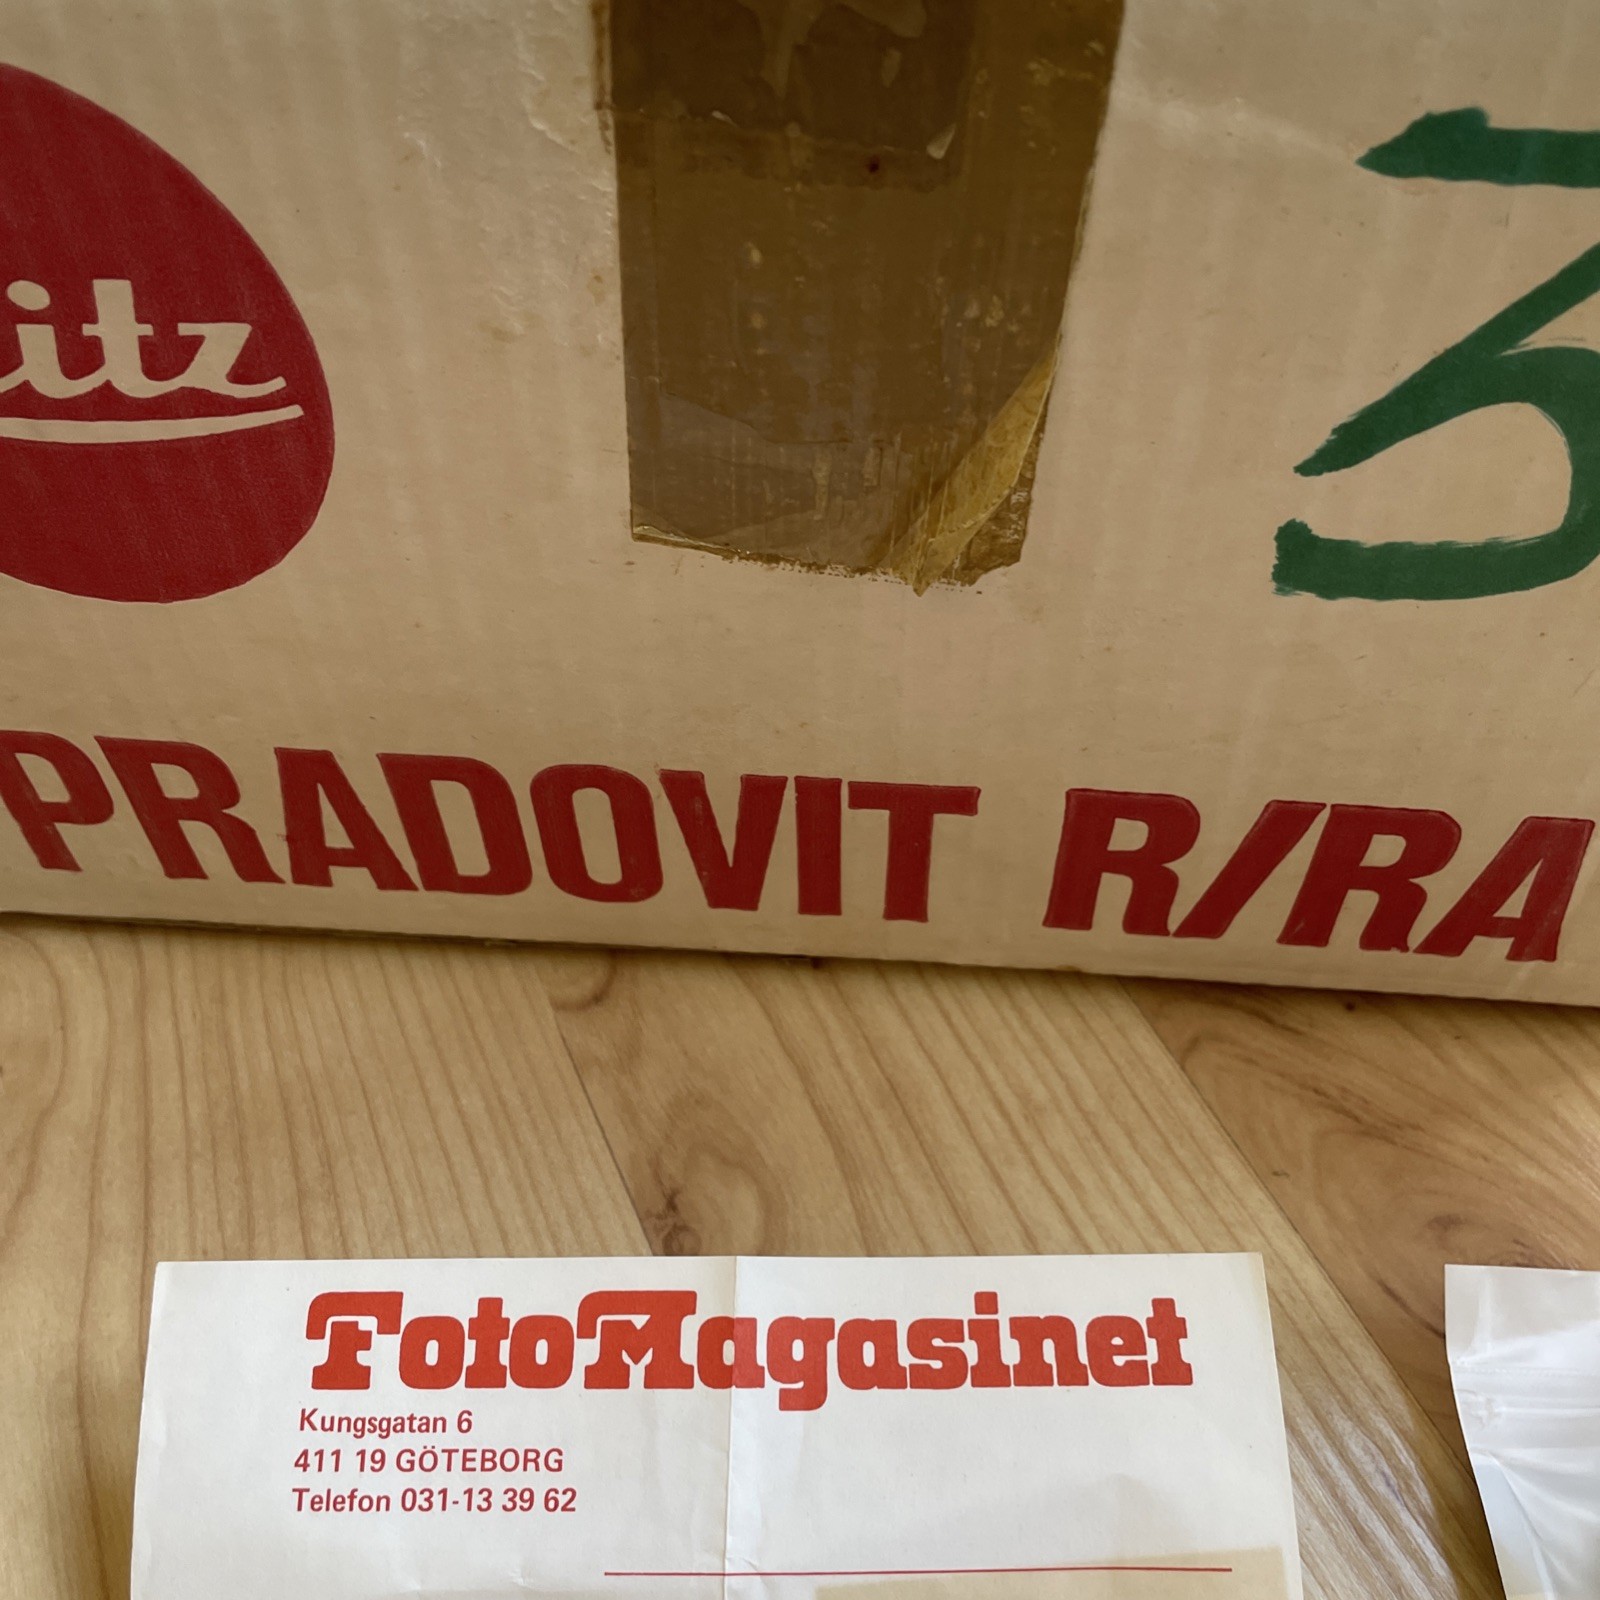 itz
PRADOVIT R/RA
FotoMagasinet
Kungsgatan 6
411 19 GÖTEBORG
Telefon 031-13 39 62